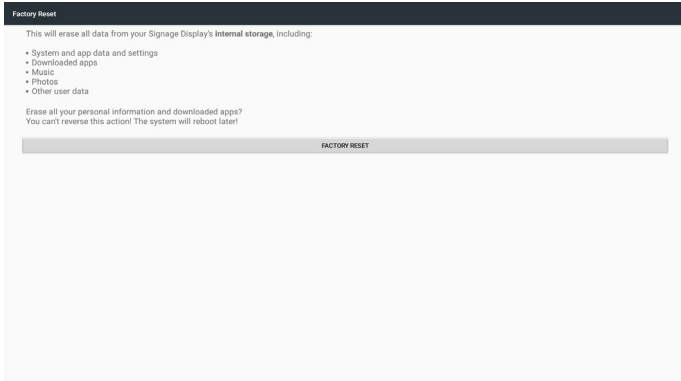 Factory Reset
This will erase all data from your Signage Display's internal storage, including:
• System and app data and settings
• Downloaded apps
• Music
• Photos
• Other user data
Erase all your personal information and downloaded apps?
You can't reverse this action! The system will reboot later!
FACTORY RESET